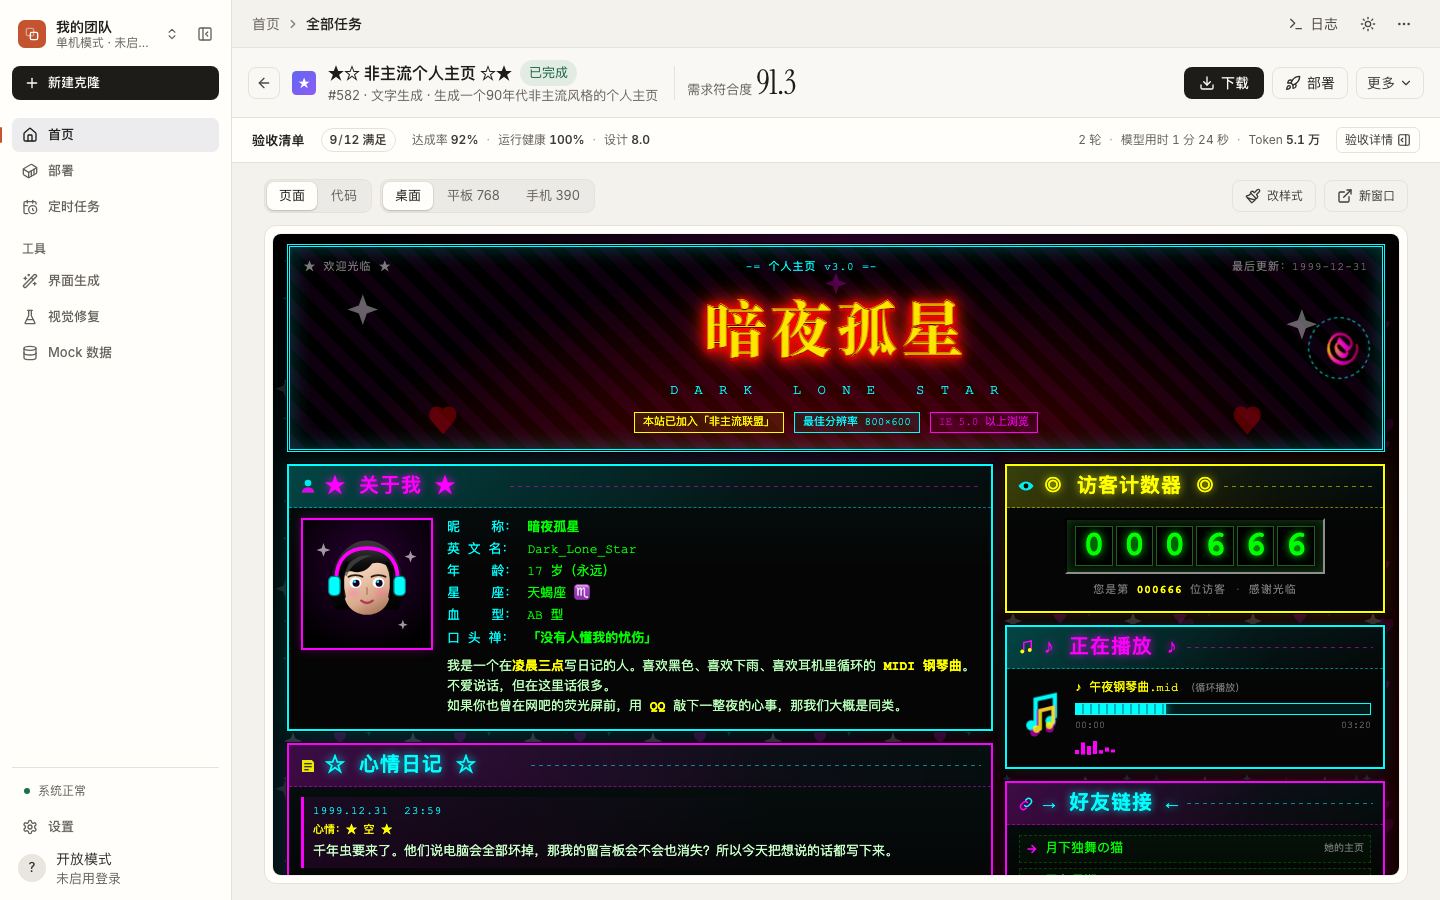 我的团队
单机模式 · 未启...
新建克隆
首页
部署
定时任务
工具
界面生成
视觉修复
Mock 数据
系统正常
设置
?
开放模式
未启用登录
首页 > 全部任务
日志
★☆ 非主流个人主页 ☆★ 已完成
#582 · 文字生成 · 生成一个90年代非主流风格的个人主页
需求符合度 91.3
下载
部署
更多
验收清单 9/12 满足 达成率 92% · 运行健康 100% · 设计 8.0
2 轮 · 模型用时 1 分 24 秒 · Token 5.1 万 验收详情
页面 代码 桌面 平板 768 手机 390
改样式 新窗口
★ 欢迎光临 ★
-= 个人主页 v3.0 =-
最后更新: 1999-12-31
暗夜孤星
DARK LONE STAR
本站已加入「非主流联盟」 最佳分辨率 800×600 IE 5.0 以上浏览
★ 关于我 ★
昵 称: 暗夜孤星
英 文 名: Dark_Lone_Star
年 龄: 17 岁 (永远)
星 座: 天蝎座 ♏
血 型: AB 型
口 头 禅: 「没有人懂我的忧伤」
我是一个在凌晨三点写日记的人。喜欢黑色、喜欢下雨、喜欢耳机里循环的 MIDI 钢琴曲。
不爱说话，但在这里话很多。
如果你也曾在网吧的荧光屏前，用 QQ 敲下一整夜的心事，那我们大概是同类。
☆ 心情日记 ☆
1999.12.31 23:59
心情: ★ 空 ★
千年虫要来了。他们说电脑会全部坏掉，那我的留言板会不会也消失？所以今天把想说的话都写下来。
◎ 访客计数器 ◎
000666
您是第 000666 位访客 · 感谢光临
♪ 正在播放 ♪
♪ 午夜钢琴曲.mid (循环播放)
00:00 03:20
→ 好友链接 ←
→ 月下独舞の猫 她的主页